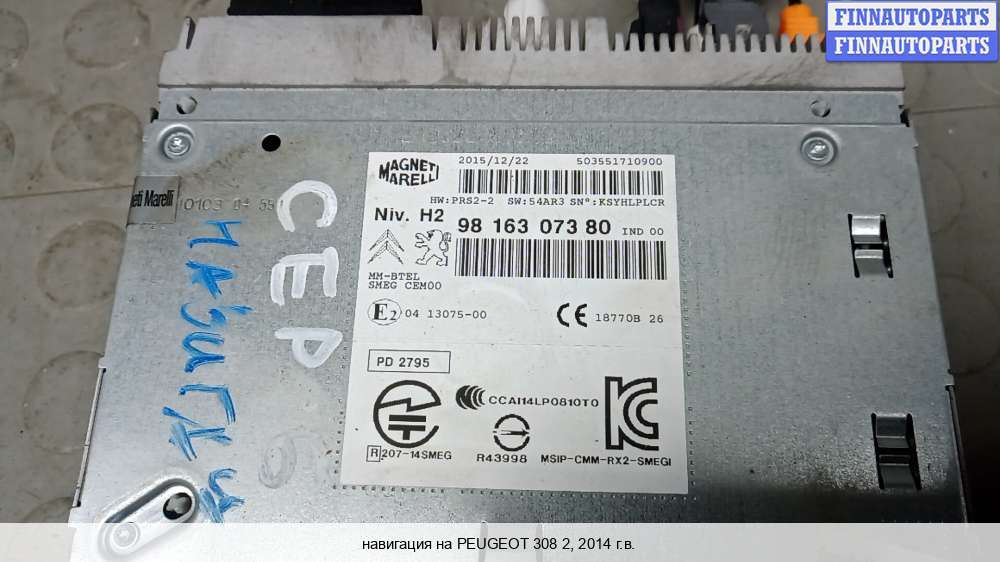 FINNAUTOPARTS
FINNAUTOPARTS
MAGNETI
MARELLI
2015/12/22 503551710900
HW:PRS2-2 SW:54AR3 SN°:KSYHLPLCR
Niv. H2
98 163 073 80 IND 00
MM-BTEL
SMEG CEM00
E2 04 13075-00
CE 18770B 26
PD 2795
CCAI14LP0810T0
R 207-14SMEG
R43998
MSIP-CMM-RX2-SMEGI
eti Marelli
СЕР
навигация на PEUGEOT 308 2, 2014 г.в.